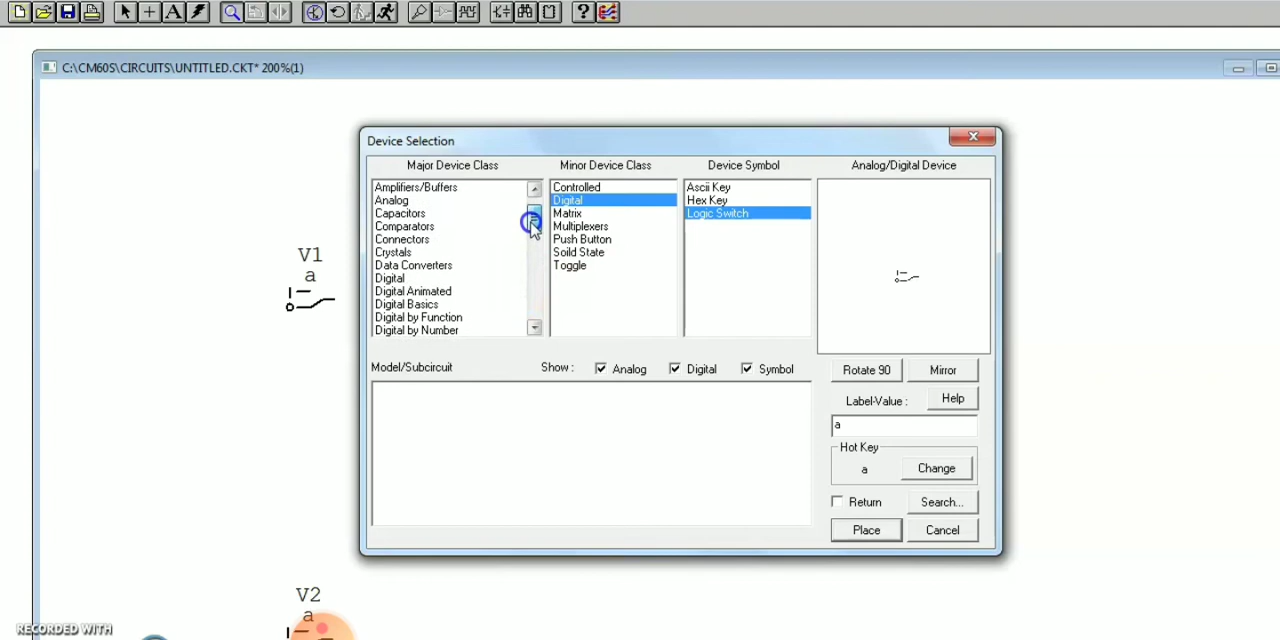 C:\CM60S\CIRCUITS\UNTITLED.CKT* 200%(1)
Device Selection
Major Device Class
Minor Device Class
Device Symbol
Analog/Digital Device
Amplifiers/Buffers
Analog
Capacitors
Comparators
Connectors
Crystals
Data Converters
Digital
Digital Animated
Digital Basics
Digital by Function
Digital by Number
Controlled
Digital
Matrix
Multiplexers
Push Button
Soild State
Toggle
Ascii Key
Hex Key
Logic Switch
V1
a
Model/Subcircuit
Show :
Analog
Digital
Symbol
Rotate 90
Mirror
Label-Value :
Help
a
Hot Key
a
Change
Return
Search...
Place
Cancel
V2
a
RECORDED WITH